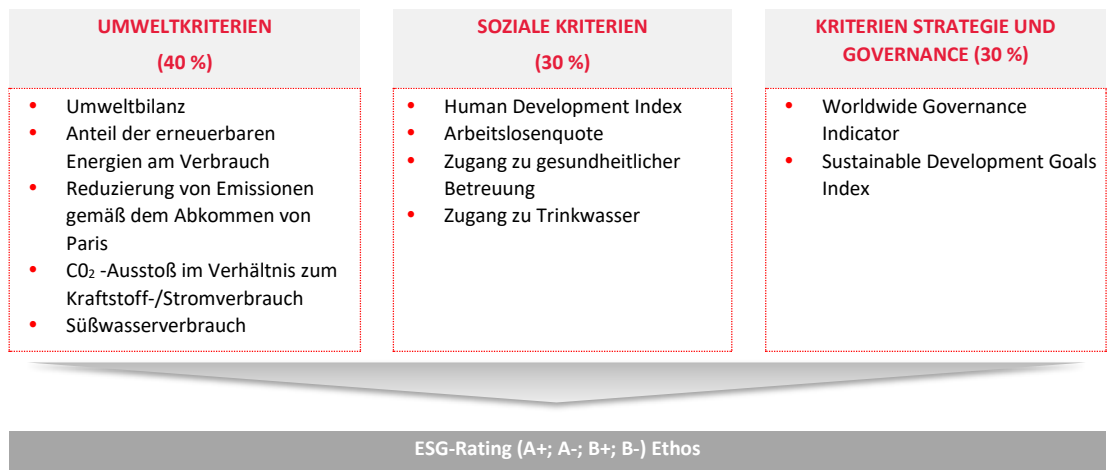 UMWELTKRITERIEN
(40 %)
• Umweltbilanz
• Anteil der erneuerbaren
Energien am Verbrauch
• Reduzierung von Emissionen
gemäß dem Abkommen von
Paris
• C0₂ -Ausstoß im Verhältnis zum
Kraftstoff-/Stromverbrauch
• Süßwasserverbrauch
SOZIALE KRITERIEN
(30 %)
• Human Development Index
• Arbeitslosenquote
• Zugang zu gesundheitlicher
Betreuung
• Zugang zu Trinkwasser
KRITERIEN STRATEGIE UND
GOVERNANCE (30 %)
• Worldwide Governance
Indicator
• Sustainable Development Goals
Index
ESG-Rating (A+; A-; B+; B-) Ethos